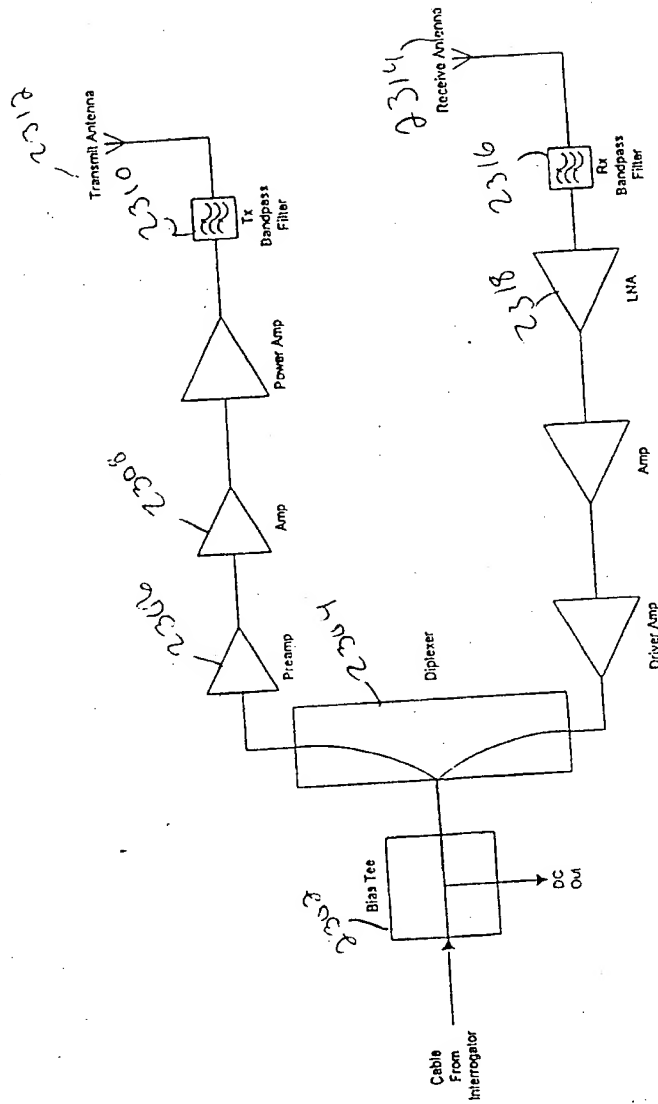 2312
Transmit Antenna
2310
Tx
Bandpass
Filter
Power Amp
2308
Amp
2306
Preamp
2304
Diplexer
2302
Bias Tee
DC
Out
Cable
From
Interrogator
2314
Receive Antenna
2316
Rx
Bandpass
Filter
2318
LNA
Amp
Driver Amp